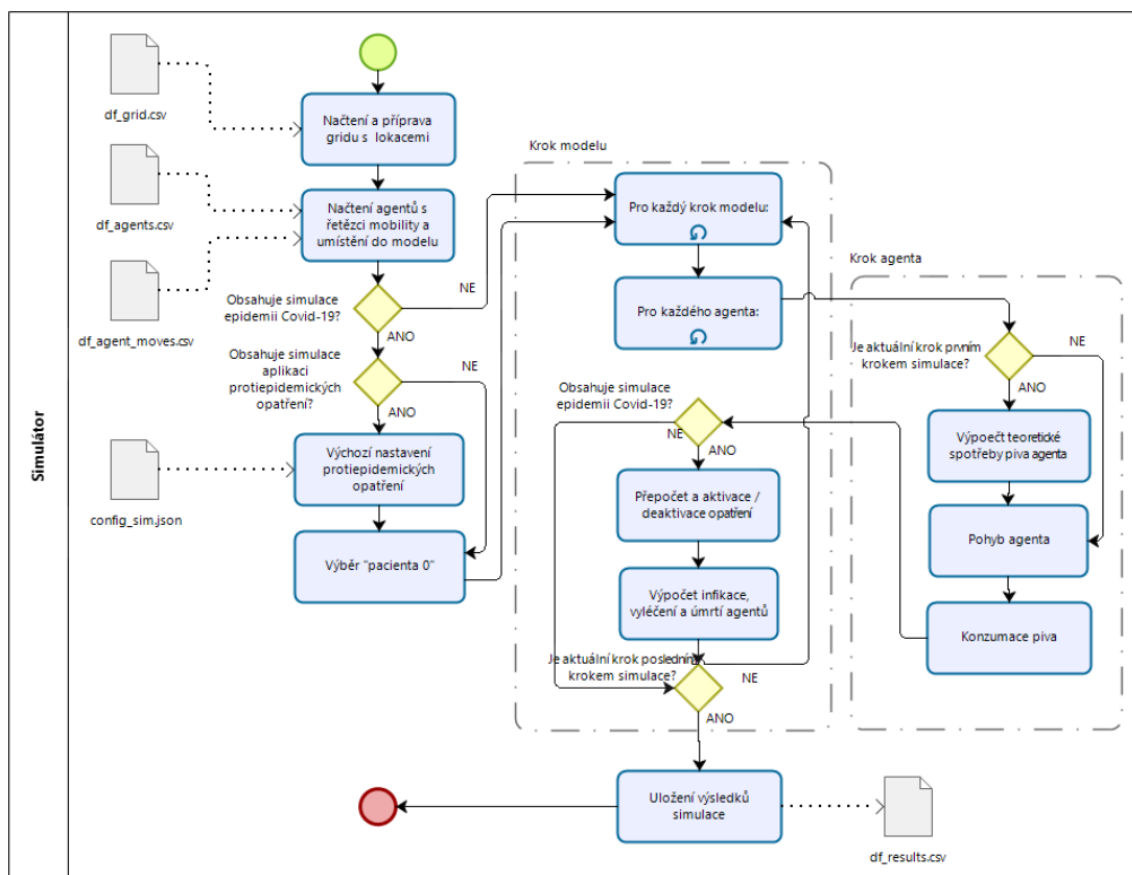 Simulátor
df_grid.csv
df_agents.csv
df_agent_moves.csv
config_sim.json
Načtení a příprava
gridu s lokacemi
Načtení agentů s
řetězci mobility a
umístění do modelu
Obsahuje simulace
epidemii Covid-19?
NE
ANO
Obsahuje simulace
aplikaci
protiepidemických
opatření?
NE
ANO
Výchozí nastavení
protiepidemických
opatření
Výběr "pacienta 0"
Krok modelu
Pro každý krok modelu:
Pro každého agenta:
Krok agenta
Je aktuální krok prvním
krokem simulace?
NE
ANO
Výpoečt teoretické
spotřeby piva agenta
Pohyb agenta
Konzumace piva
Obsahuje simulace
epidemii Covid-19?
NE
ANO
Přepočet a aktivace /
deaktivace opatření
Výpočet infikace,
vyléčení a úmrtí agentů
Je aktuální krok posledním
krokem simulace?
NE
ANO
Uložení výsledků
simulace
df_results.csv